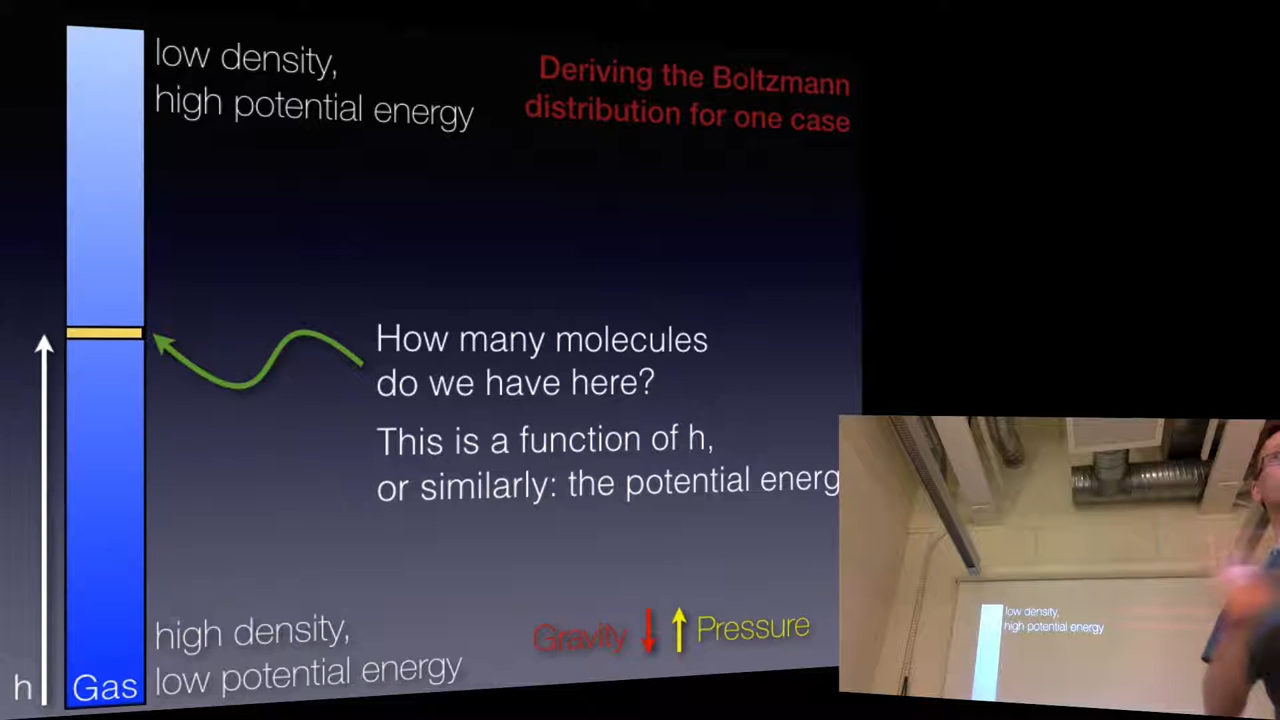 low density,
high potential energy
Deriving the Boltzmann
distribution for one case
How many molecules
do we have here?
This is a function of h,
or similarly: the potential energ
high density,
low potential energy
Gravity
Pressure
h
Gas
low density,
high potential energy